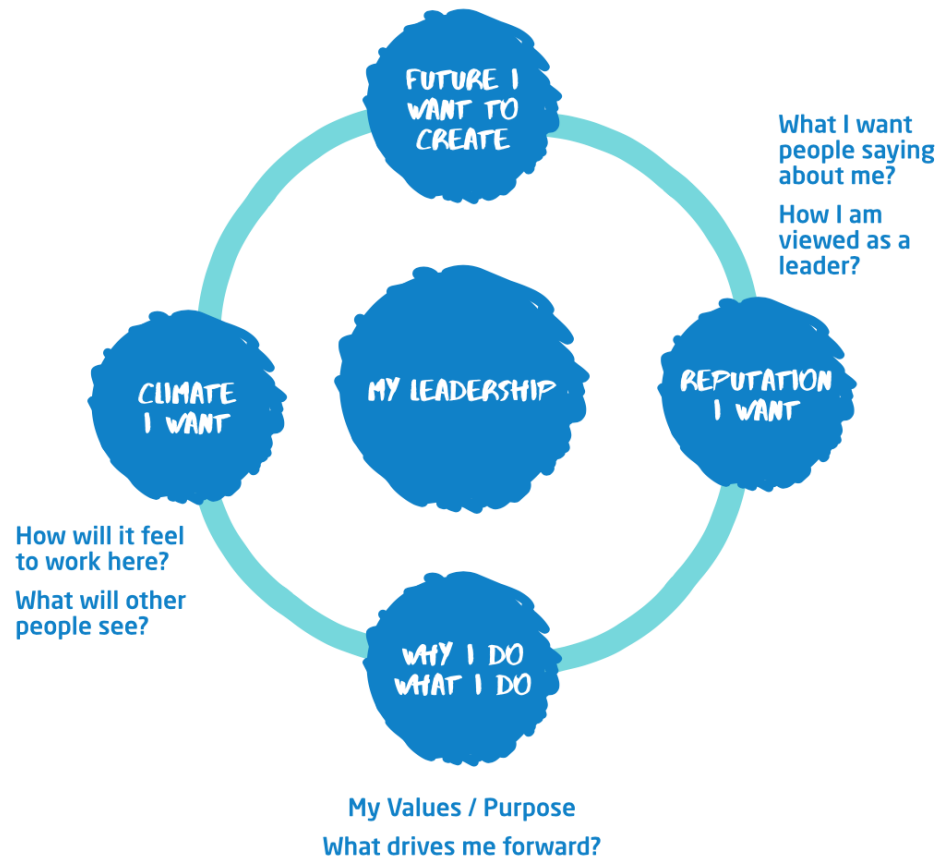 FUTURE I
WANT TO
CREATE
What I want
people saying
about me?
How I am
viewed as a
leader?
CLIMATE
I WANT
MY LEADERSHIP
REPUTATION
I WANT
How will it feel
to work here?
What will other
people see?
WHY I DO
WHAT I DO
My Values / Purpose
What drives me forward?